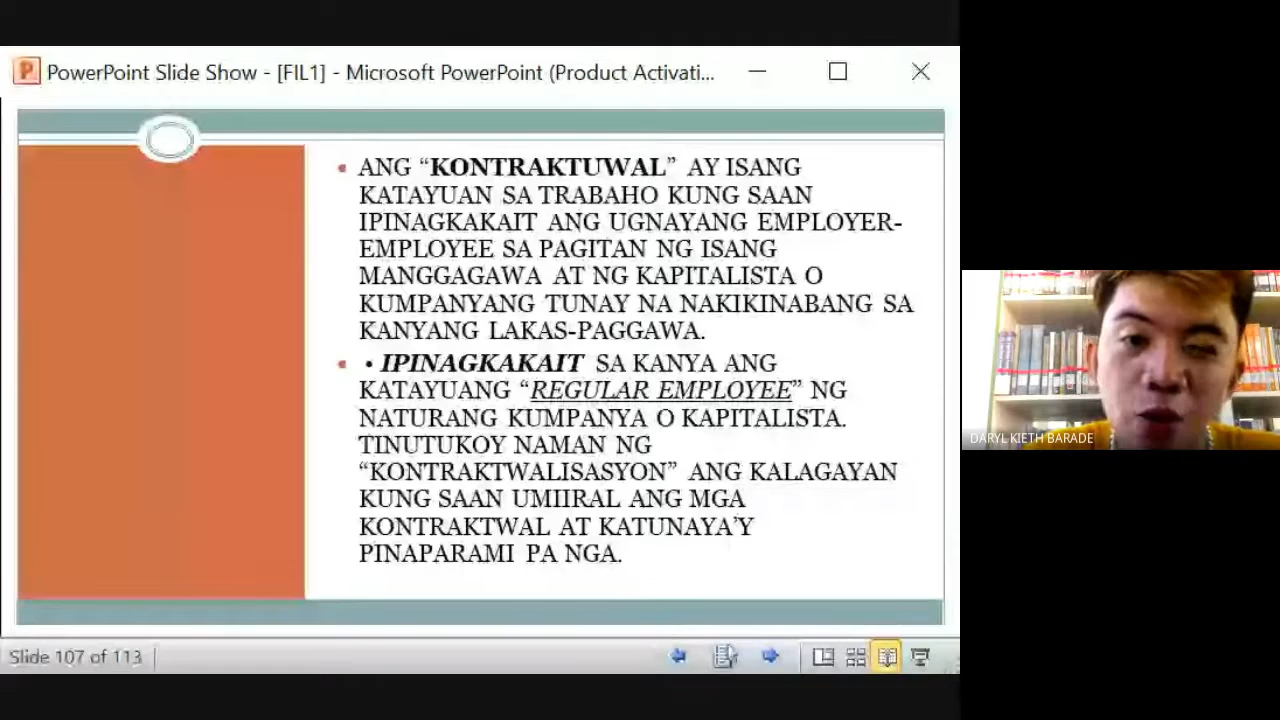 PowerPoint Slide Show - [FIL1] - Microsoft PowerPoint (Product Activati...
• ANG “KONTRAKTUWAL” AY ISANG
KATAYUAN SA TRABAHO KUNG SAAN
IPINAGKAKAIT ANG UGNAYANG EMPLOYER-
EMPLOYEE SA PAGITAN NG ISANG
MANGGAGAWA AT NG KAPITALISTA O
KUMPANYANG TUNAY NA NAKIKINABANG SA
KANYANG LAKAS-PAGGAWA.
• • IPINAGKAKAIT SA KANYA ANG
KATAYUANG “REGULAR EMPLOYEE” NG
NATURANG KUMPANYA O KAPITALISTA.
TINUTUKOY NAMAN NG
“KONTRAKTWALISASYON” ANG KALAGAYAN
KUNG SAAN UMIIRAL ANG MGA
KONTRAKTWAL AT KATUNAYA’Y
PINAPARAMI PA NGA.
Slide 107 of 113
DARYL KIETH BARADE